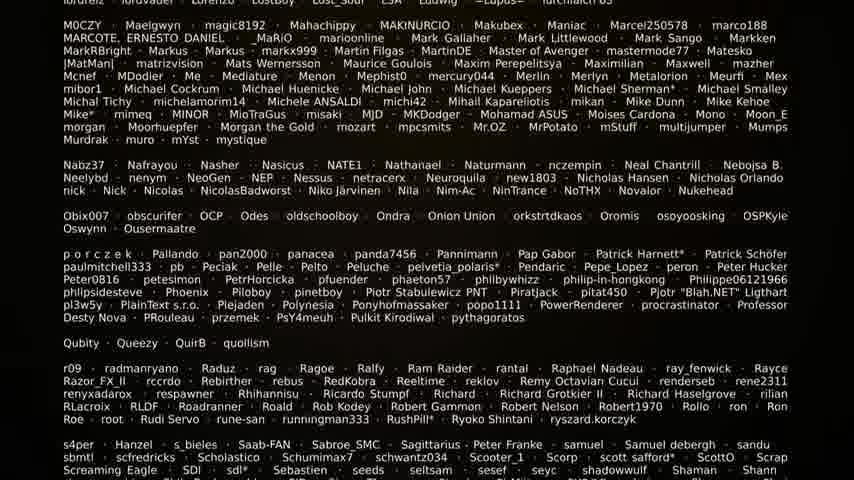 M0CZY · Maelgwyn · magic8192 · Mahachippy · MAKINURCIO · Makubex · Maniac · Marcel250578 · marco188
MARCOTE, ERNESTO DANIEL · _MaRiO · marioonline · Mark Gallaher · Mark Littlewood · Mark Sango · Markken
MarkRBright · Markus · Markus · markx999 · Martin Filgas · MartinDE · Master of Avenger · mastermode77 · Matesko
|MatMan| · matrizvision · Mats Wernersson · Maurice Goulois · Maxim Perepelitsya · Maximilian · Maxwell · mazher
Mcnef · MDodier · Me · Mediature · Menon · Mephist0 · mercury044 · Merlin · Merlyn · Metalorion · Meurfi · Mex
mibor1 · Michael Cockrum · Michael Huenicke · Michael John · Michael Kueppers · Michael Sherman* · Michael Smalley
Michal Tichy · michelamorim14 · Michele ANSALDI · michi42 · Mihail Kapareliotis · mikan · Mike Dunn · Mike Kehoe
Mike* · mimeq · MINOR · MioTraGus · misaki · MJD · MKDodger · Mohamad ASUS · Moises Cardona · Mono · Moon_E
morgan · Moorhuepfer · Morgan the Gold · mozart · mpcsmits · Mr.OZ · MrPotato · mStuff · multijumper · Mumps
Murdrak · muro · mYst · mystique
Nabz37 · Nafrayou · Nasher · Nasicus · NATE1 · Nathanael · Naturmann · nczempin · Neal Chantrill · Nebojsa B.
Neelybd · nenym · NeoGen · NEP · Nessus · netracerx · Neuroquila · new1803 · Nicholas Hansen · Nicholas Orlando
nick · Nick · Nicolas · NicolasBadworst · Niko Järvinen · Nila · Nim-Ac · NinTrance · NoTHX · Novalor · Nukehead
Obix007 · obscurifer · OCP · Odes · oldschoolboy · Ondra · Onion Union · orkstrtdkaos · Oromis · osoyoosking · OSPKyle
Oswynn · Ousermaatre
p o r c z e k · Pallando · pan2000 · panacea · panda7456 · Pannimann · Pap Gabor · Patrick Harnett* · Patrick Schöfer
paulmitchell333 · pb · Peciak · Pelle · Pelto · Peluche · pelvetia_polaris* · Pendaric · Pepe_Lopez · peron · Peter Hucker
Peter0816 · petesimon · PetrHorcicka · pfuender · phaeton57 · philbywhizz · philip-in-hongkong · Philippe06121966
phlipsidesteve · Phoenix · Piloboy · pinetboy · Piotr Stabulewicz PNT · PiratJack · pitat450 · Pjotr "Blah.NET" Ligthart
pl3w5y · PlainText s.r.o. · Plejaden · Polynesia · Ponyhofmassaker · popo1111 · PowerRenderer · procrastinator · Professor
Desty Nova · PRouleau · przemek · PsY4meuh · Pulkit Kirodiwal · pythagoratos
Qubity · Queezy · QuirB · quollism
r09 · radmanryano · Raduz · rag · Ragoe · Ralfy · Ram Raider · rantal · Raphael Nadeau · ray_fenwick · Rayce
Razor_FX_II · rccrdo · Rebirther · rebus · RedKobra · Reeltime · reklov · Remy Octavian Cucui · renderseb · rene2311
renyxadarox · respawner · Rhihannisu · Ricardo Stumpf · Richard · Richard Grotkier II · Richard Haselgrove · rilian
RLacroix · RLDF · Roadranner · Roald · Rob Kodey · Robert Gammon · Robert Nelson · Robert1970 · Rollo · ron · Ron
Roe · root · Rudi Servo · rune-san · runningman333 · RushPill* · Ryoko Shintani · ryszard.korczyk
s4per · Hanzel · s_bieles · Saab-FAN · Sabroe_SMC · Sagittarius - Peter Franke · samuel · Samuel debergh · sandu
sbmtl · scfredricks · Scholastico · Schumimax7 · schwantz034 · Scooter_1 · Scorp · scott safford* · ScottO · Scrap
Screaming Eagle · SDI · sdl* · Sebastien · seeds · seltsam · sesef · seyc · shadowwulf · Shaman · Shann